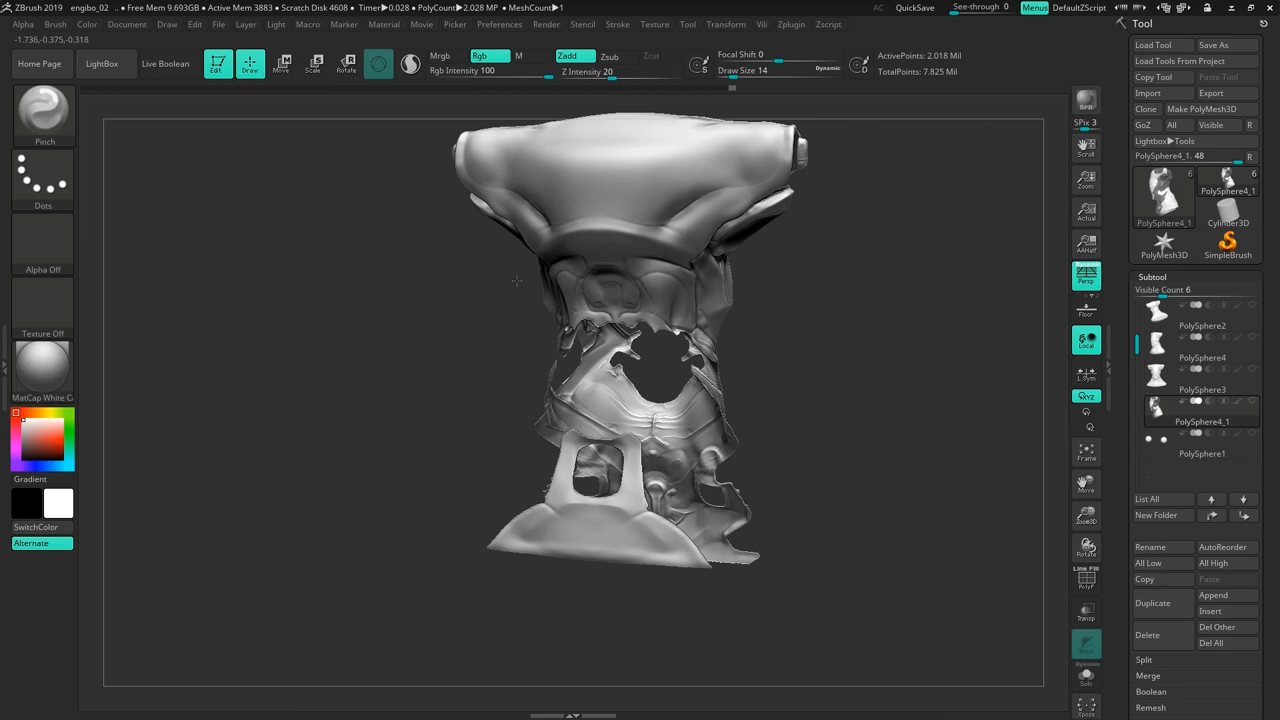 ZBrush 2019 engibo_02 .. ● Free Mem 9.693GB ● Active Mem 3883 ● Scratch Disk 4608 ● Timer▶0.028 ● PolyCount▶2.028 MP ● MeshCount▶1 AC QuickSave See-through 0 Menus DefaultZScript
Alpha Brush Color Document Draw Edit File Layer Light Macro Marker Material Movie Picker Preferences Render Stencil Stroke Texture Tool Transform Vili Zplugin Zscript
-1.736,-0.375,-0.318
Home Page LightBox Live Boolean
Edit Draw Move Scale Rotate
Mrgb Rgb M
Rgb Intensity 100
Zadd Zsub Zcut
Z Intensity 20
S
Focal Shift 0
Draw Size 14 Dynamic
D
ActivePoints: 2.018 Mil
TotalPoints: 7.825 Mil
Pinch
Dots
Alpha Off
Texture Off
MatCap White C
Gradient
SwitchColor
Alternate
BPR
SPix 3
Scroll
Zoom
Actual
AAHalf
Dynamic
Persp
Floor
Local
L.Sym
XYZ
Frame
Move
Zoom3D
Rotate
Line Fill
PolyF
Transp
Ghost
Dynamic
Solo
Xpose
Tool
Load Tool Save As
Load Tools From Project
Copy Tool Paste Tool
Import Export
Clone Make PolyMesh3D
GoZ All Visible R
Lightbox▶Tools
PolySphere4_1. 48 R
6 6
PolySphere4_1 PolySphere4_1
Cylinder3D
PolyMesh3D SimpleBrush
Subtool
Visible Count 6
PolySphere2
PolySphere4
PolySphere3
PolySphere4_1
PolySphere1
List All
New Folder
Rename AutoReorder
All Low All High
Copy Paste
Duplicate Append
Insert
Delete Del Other
Del All
Split
Merge
Boolean
Remesh